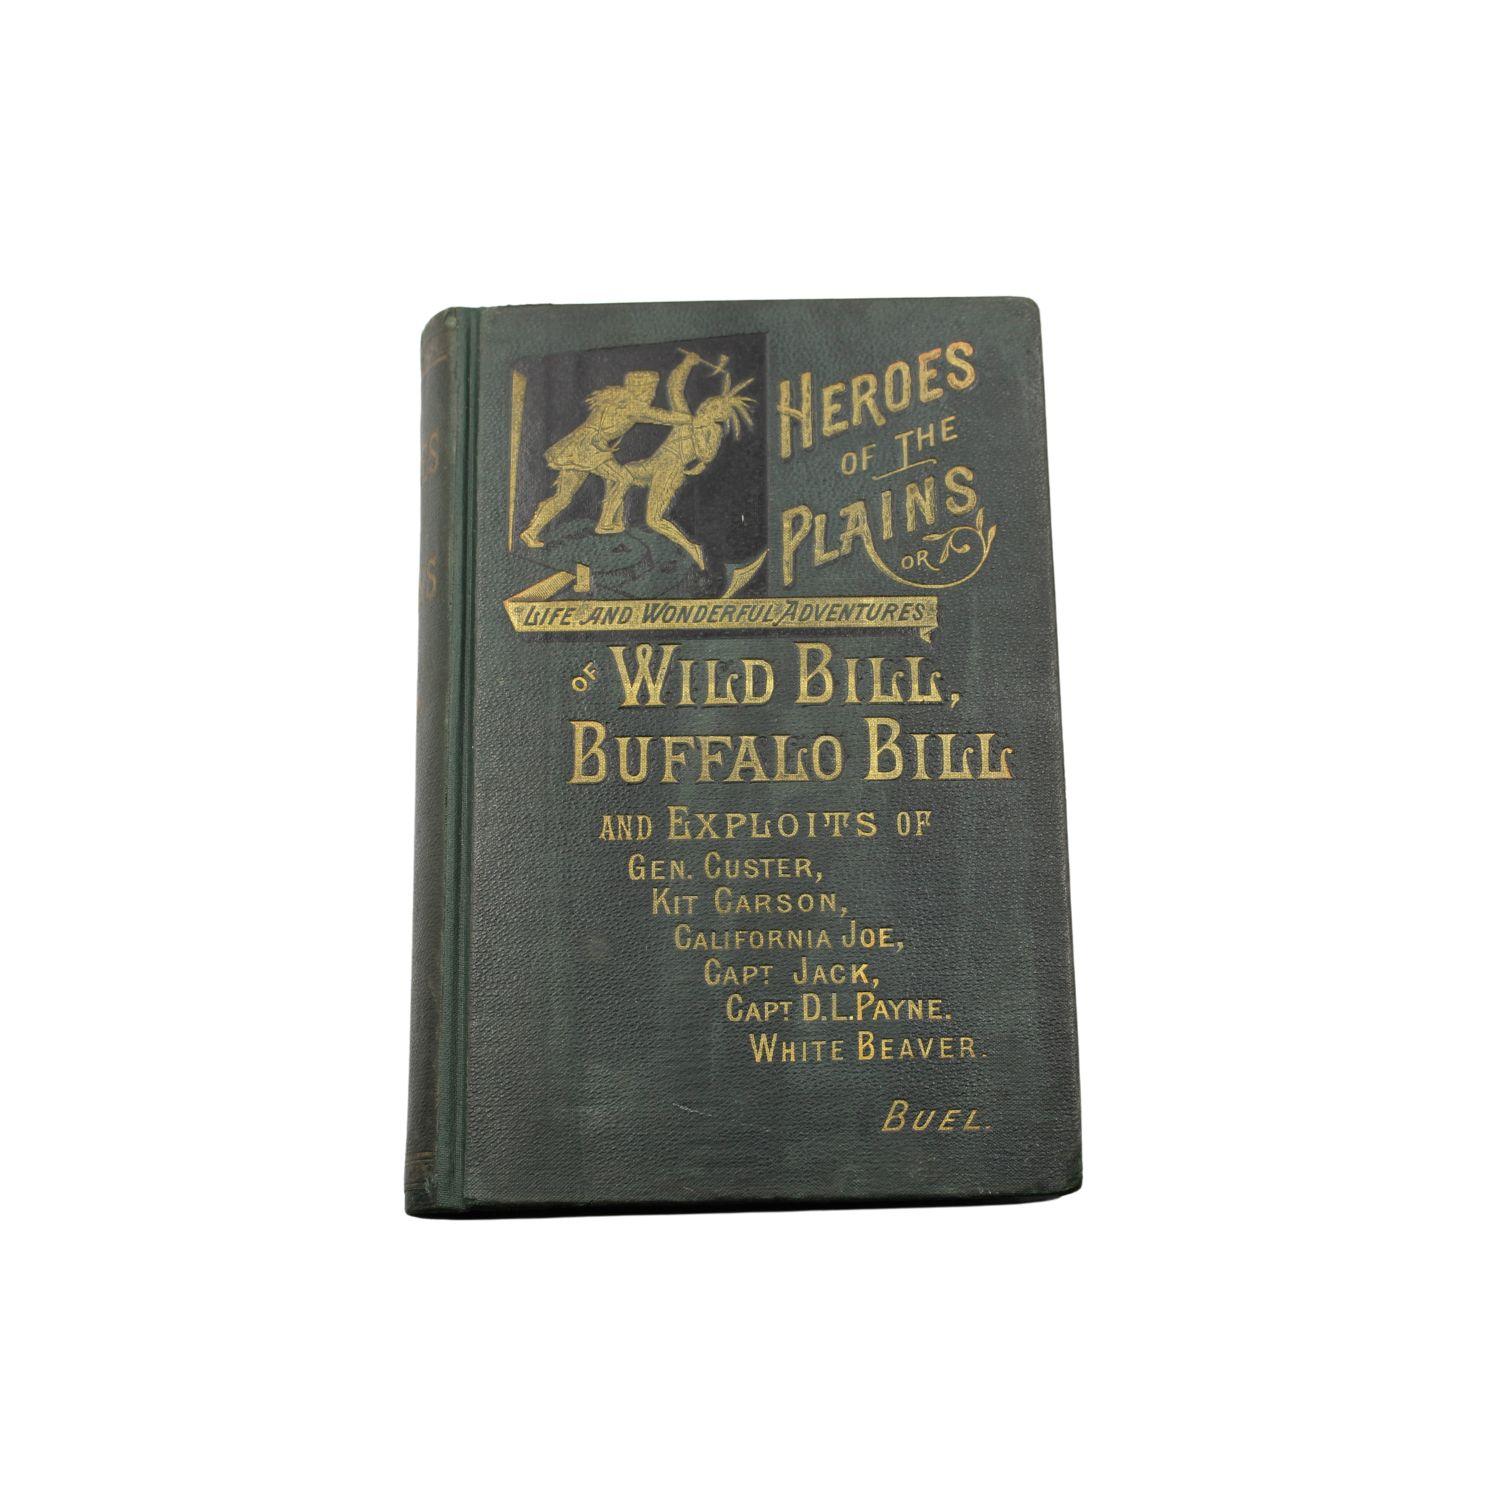 HEROES
OF THE
PLAINS
OR
"LIFE AND WONDERFUL ADVENTURES
OF WILD BILL,
BUFFALO BILL
AND EXPLOITS OF
GEN. CUSTER,
KIT CARSON,
CALIFORNIA JOE,
CAPT. JACK,
CAPT. D.L.PAYNE.
WHITE BEAVER.
BUEL.